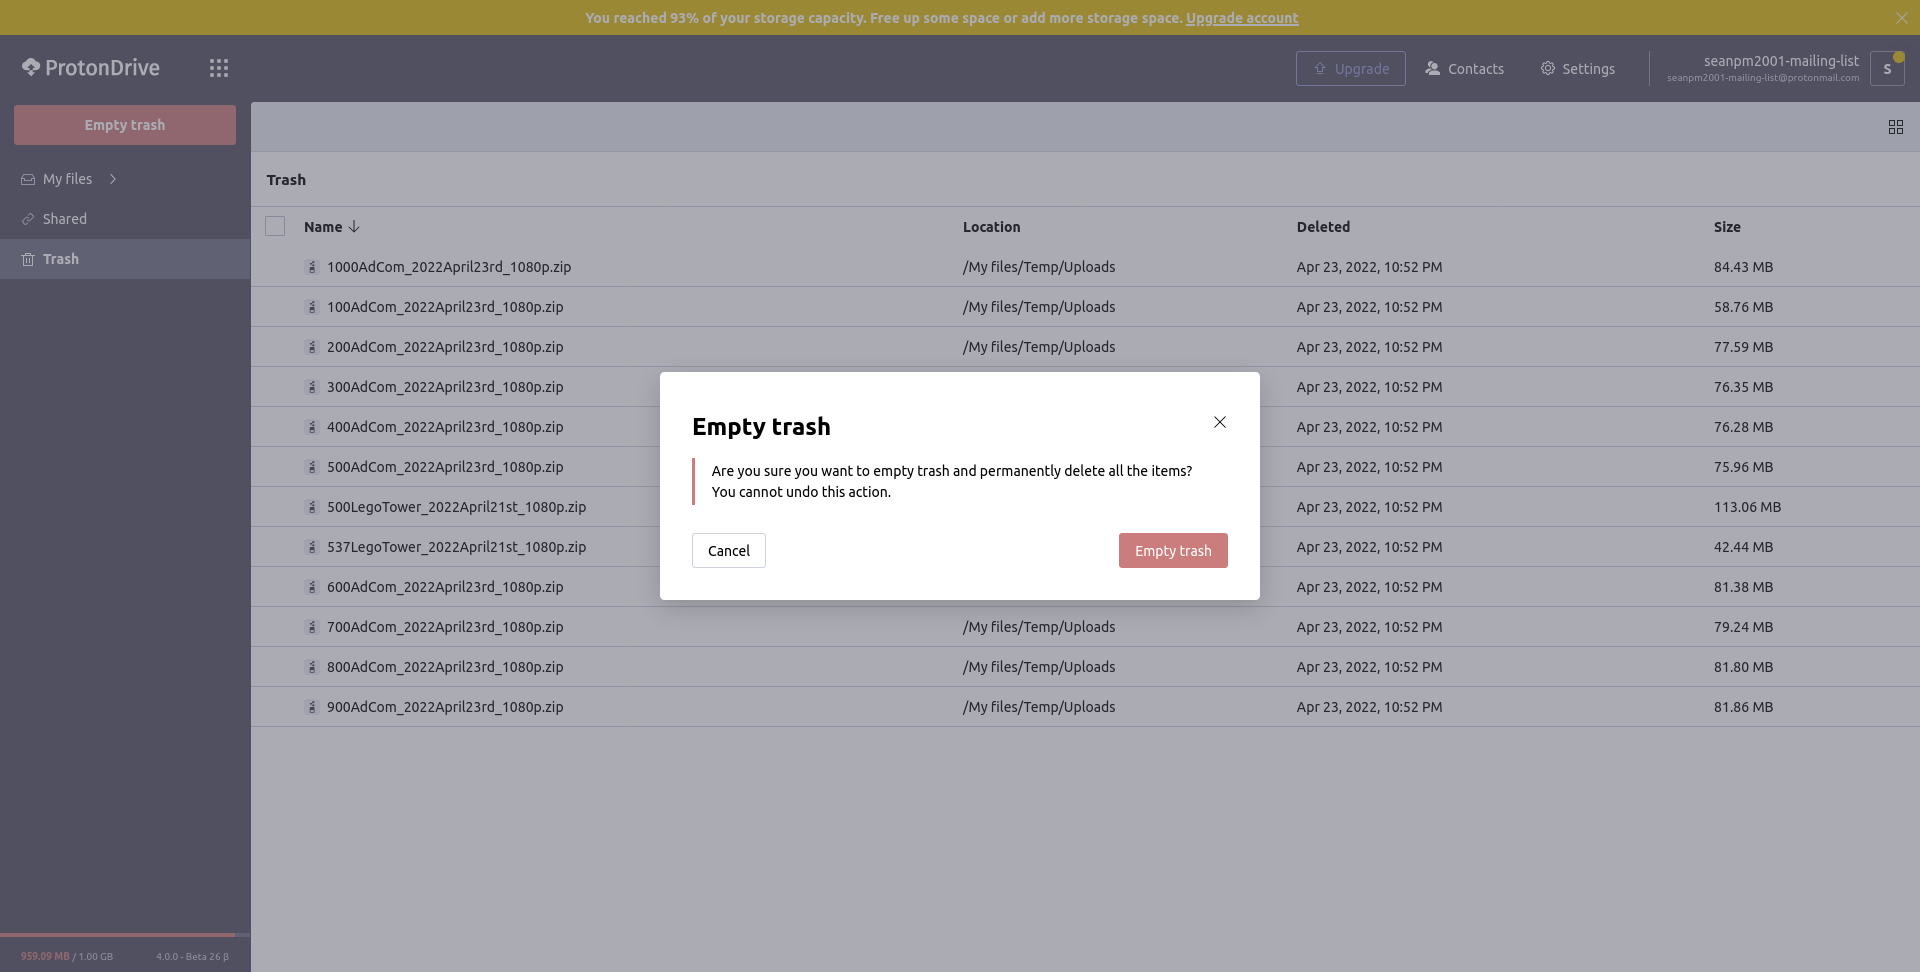 You reached 93% of your storage capacity. Free up some space or add more storage space. Upgrade account
ProtonDrive
Upgrade
Contacts
Settings
seanpm2001-mailing-list
seanpm2001-mailing-list@protonmail.com
S
Empty trash
My files
Shared
Trash
Trash
Name Location Deleted Size
1000AdCom_2022April23rd_1080p.zip /My files/Temp/Uploads Apr 23, 2022, 10:52 PM 84.43 MB
100AdCom_2022April23rd_1080p.zip /My files/Temp/Uploads Apr 23, 2022, 10:52 PM 58.76 MB
200AdCom_2022April23rd_1080p.zip /My files/Temp/Uploads Apr 23, 2022, 10:52 PM 77.59 MB
300AdCom_2022April23rd_1080p.zip Apr 23, 2022, 10:52 PM 76.35 MB
400AdCom_2022April23rd_1080p.zip Apr 23, 2022, 10:52 PM 76.28 MB
500AdCom_2022April23rd_1080p.zip Apr 23, 2022, 10:52 PM 75.96 MB
500LegoTower_2022April21st_1080p.zip Apr 23, 2022, 10:52 PM 113.06 MB
537LegoTower_2022April21st_1080p.zip Apr 23, 2022, 10:52 PM 42.44 MB
600AdCom_2022April23rd_1080p.zip Apr 23, 2022, 10:52 PM 81.38 MB
700AdCom_2022April23rd_1080p.zip /My files/Temp/Uploads Apr 23, 2022, 10:52 PM 79.24 MB
800AdCom_2022April23rd_1080p.zip /My files/Temp/Uploads Apr 23, 2022, 10:52 PM 81.80 MB
900AdCom_2022April23rd_1080p.zip /My files/Temp/Uploads Apr 23, 2022, 10:52 PM 81.86 MB
Empty trash
Are you sure you want to empty trash and permanently delete all the items?
You cannot undo this action.
Cancel
Empty trash
959.09 MB / 1.00 GB
4.0.0 - Beta 26 β